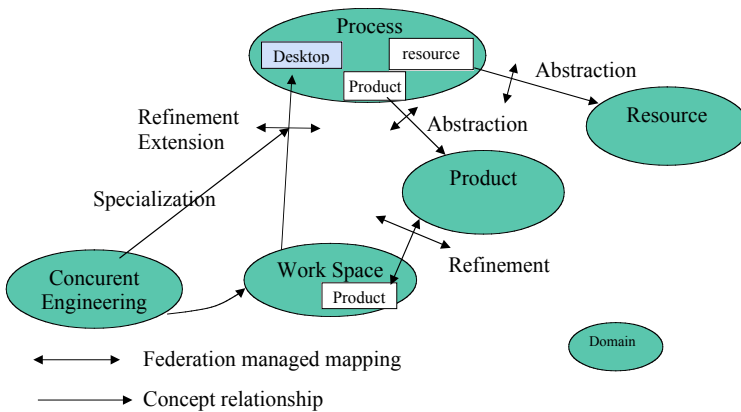 Process
Desktop
resource
Product
Abstraction
Resource
Refinement
Extension
Abstraction
Product
Specialization
Refinement
Concurent
Engineering
Work Space
Product
Domain
Federation managed mapping
Concept relationship